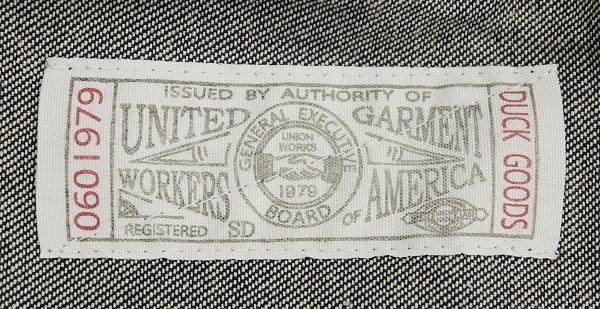 ISSUED BY AUTHORITY OF
UNITED GARMENT
WORKERS OF AMERICA
GENERAL EXECUTIVE
BOARD
UNION
WORKS
1979
REGISTERED SD
0601979
DUCK GOODS